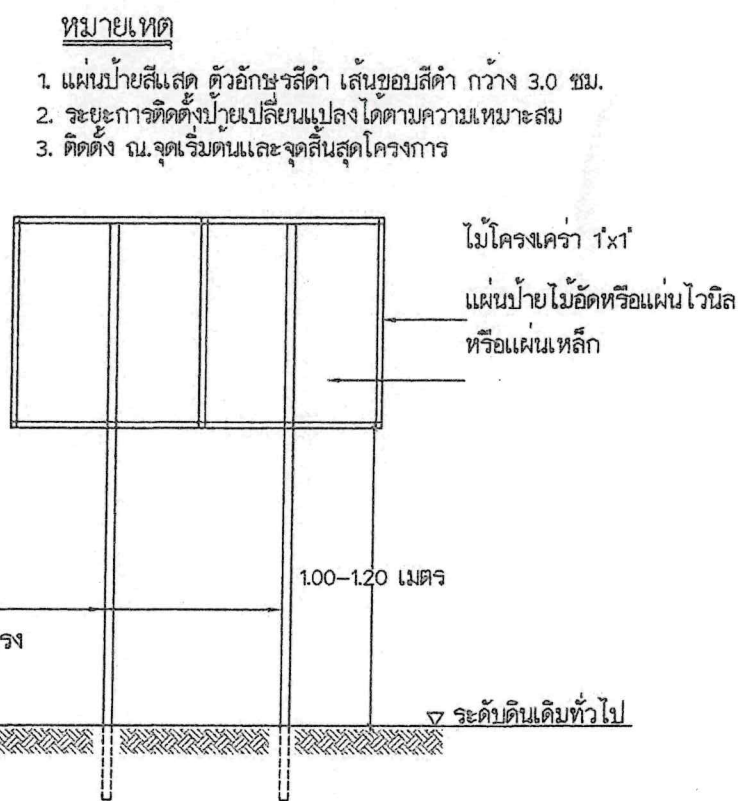 หมายเหตุ
1. แผ่นป้ายสีแสด ตัวอักษรสีดำ เส้นขอบสีดำ กว้าง 3.0 ซม.
2. ระยะการติดตั้งป้ายเปลี่ยนแปลงได้ตามความเหมาะสม
3. ติดตั้ง ณ.จุดเริ่มต้นและจุดสิ้นสุดโครงการ
ไม้โครงเคร่า 1"x1"
แผ่นป้ายไม้อัดหรือแผ่นไวนิล
หรือแผ่นเหล็ก
1.00-1.20 เมตร
รง
ระดับดินเดิมทั่วไป